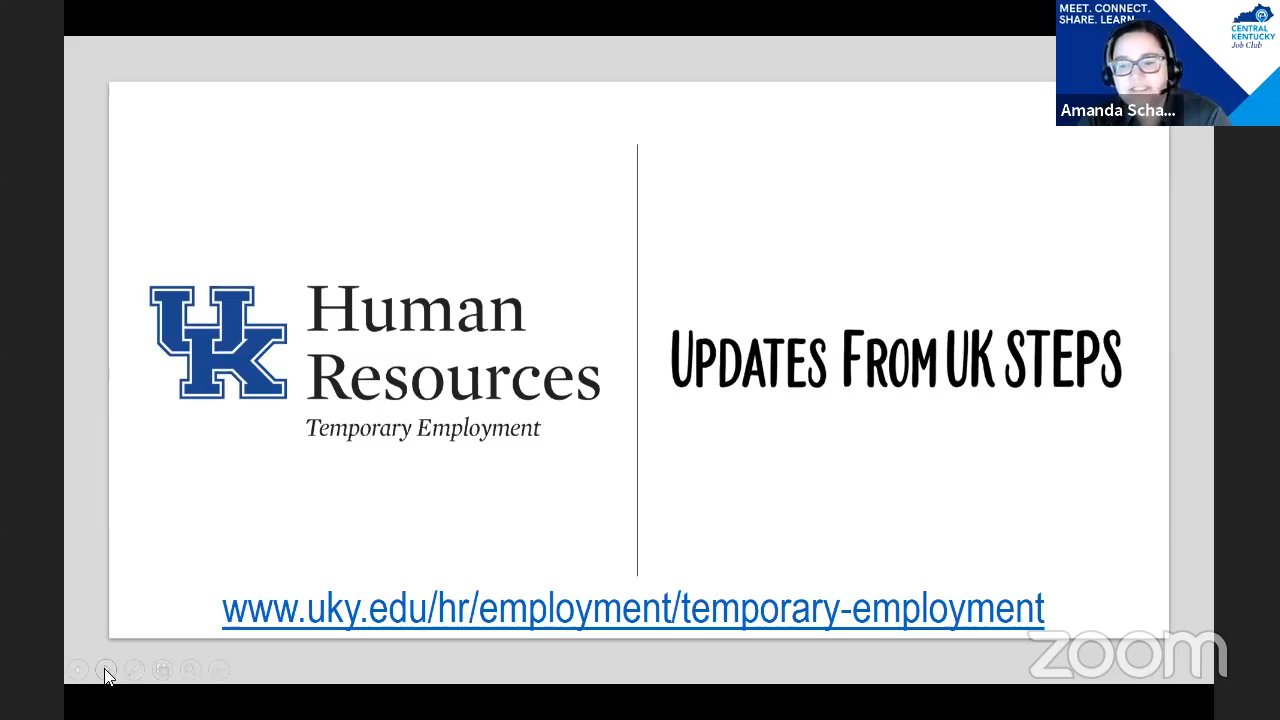 MEET. CONNECT.
SHARE. LEARN.
CENTRAL
KENTUCKY
Job Club
Amanda Scha...
UK
Human
Resources
Temporary Employment
UPDATES FROM UK STEPS
www.uky.edu/hr/employment/temporary-employment
zoom